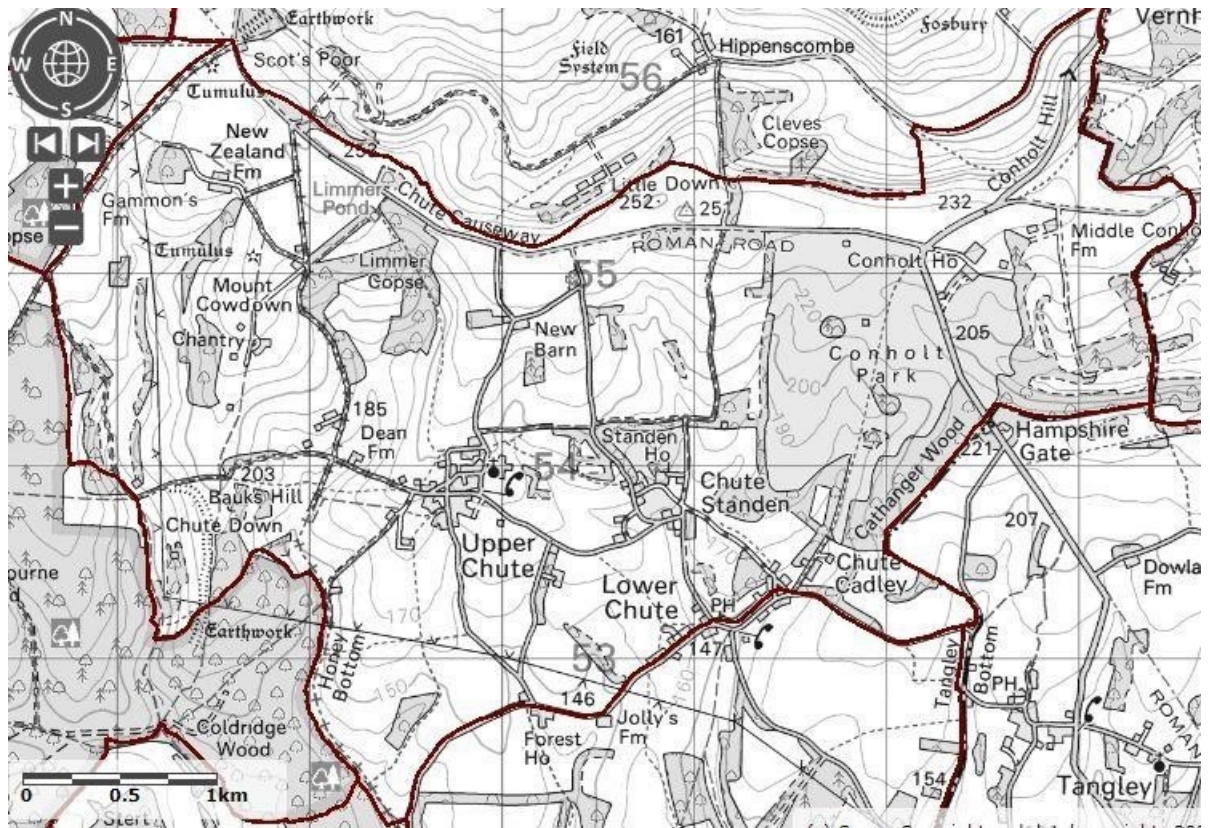 N
W
E
S
Earthwork
Scot's Poor
Tumulus
Field
System
161
56
Hippenscombe
Fosbury
New
Zealand
Fm
253
Limmer
Pond
Cleves
Copse
Conholt Hill
Gammon's
Fm
Chute Causeway
Little Down
252
25
232
ROMAN ROAD
Middle Conho
Fm
Tumulus
Mount
Cowdown
Limmer
Copse
55
Conholt Ho
Chantry
New
Barn
220
205
Conholt
Park
200
190
185
Dean
Fm
Standen
Ho
Cathanger Wood
Hampshire
Gate
221
203
Bauks Hill
54
Chute
Standen
Chute Down
Upper
Chute
170
207
Lower
Chute
Chute
Cadley
Dowla
Fm
170
PH
147
Earthwork
Honey
Bottom
53
Tangley
Bottom
150
146
160
PH
Jolly's
Fm
Forest
Ho
Coldridge
Wood
154
Tangley
ROMAN
0
0.5
1km